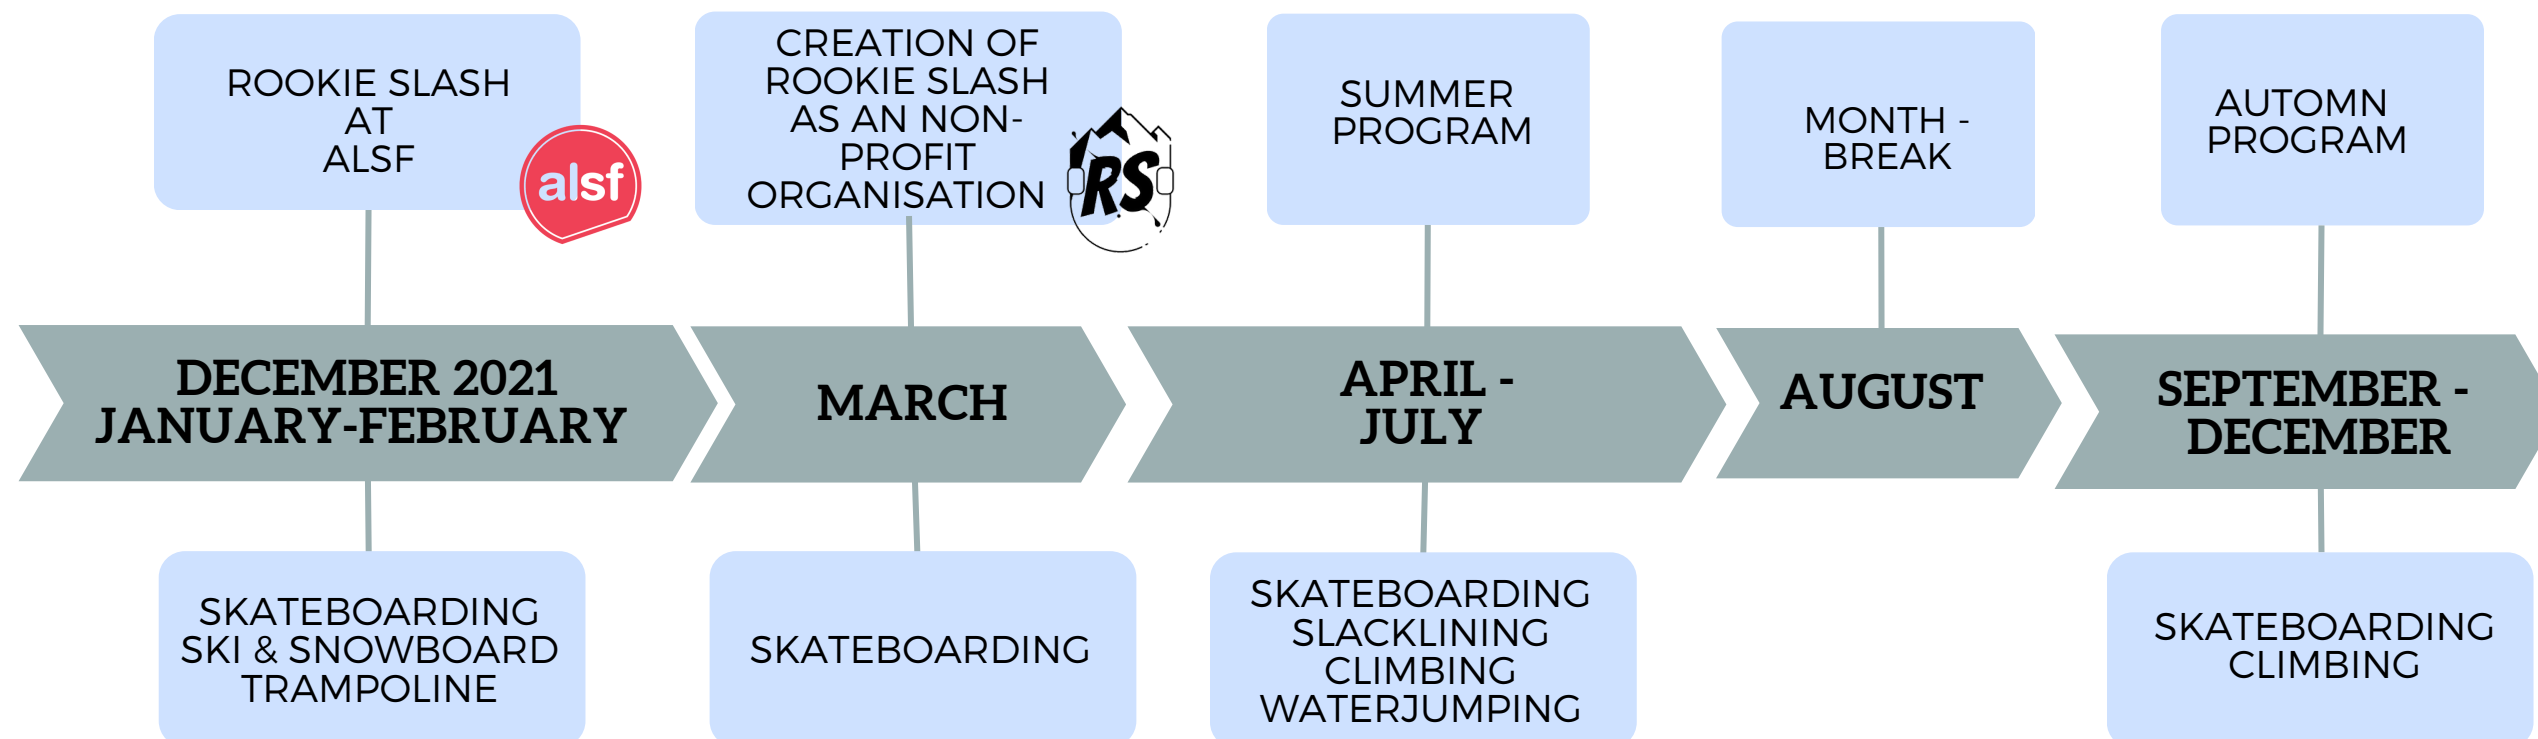 ROOKIE SLASH
AT
ALSF
alsf
CREATION OF
ROOKIE SLASH
AS AN NON-
PROFIT
ORGANISATION
RS
SUMMER
PROGRAM
MONTH -
BREAK
AUTOMN
PROGRAM
DECEMBER 2021
JANUARY-FEBRUARY
MARCH
APRIL -
JULY
AUGUST
SEPTEMBER -
DECEMBER
SKATEBOARDING
SKI & SNOWBOARD
TRAMPOLINE
SKATEBOARDING
SKATEBOARDING
SLACKLINING
CLIMBING
WATERJUMPING
SKATEBOARDING
CLIMBING